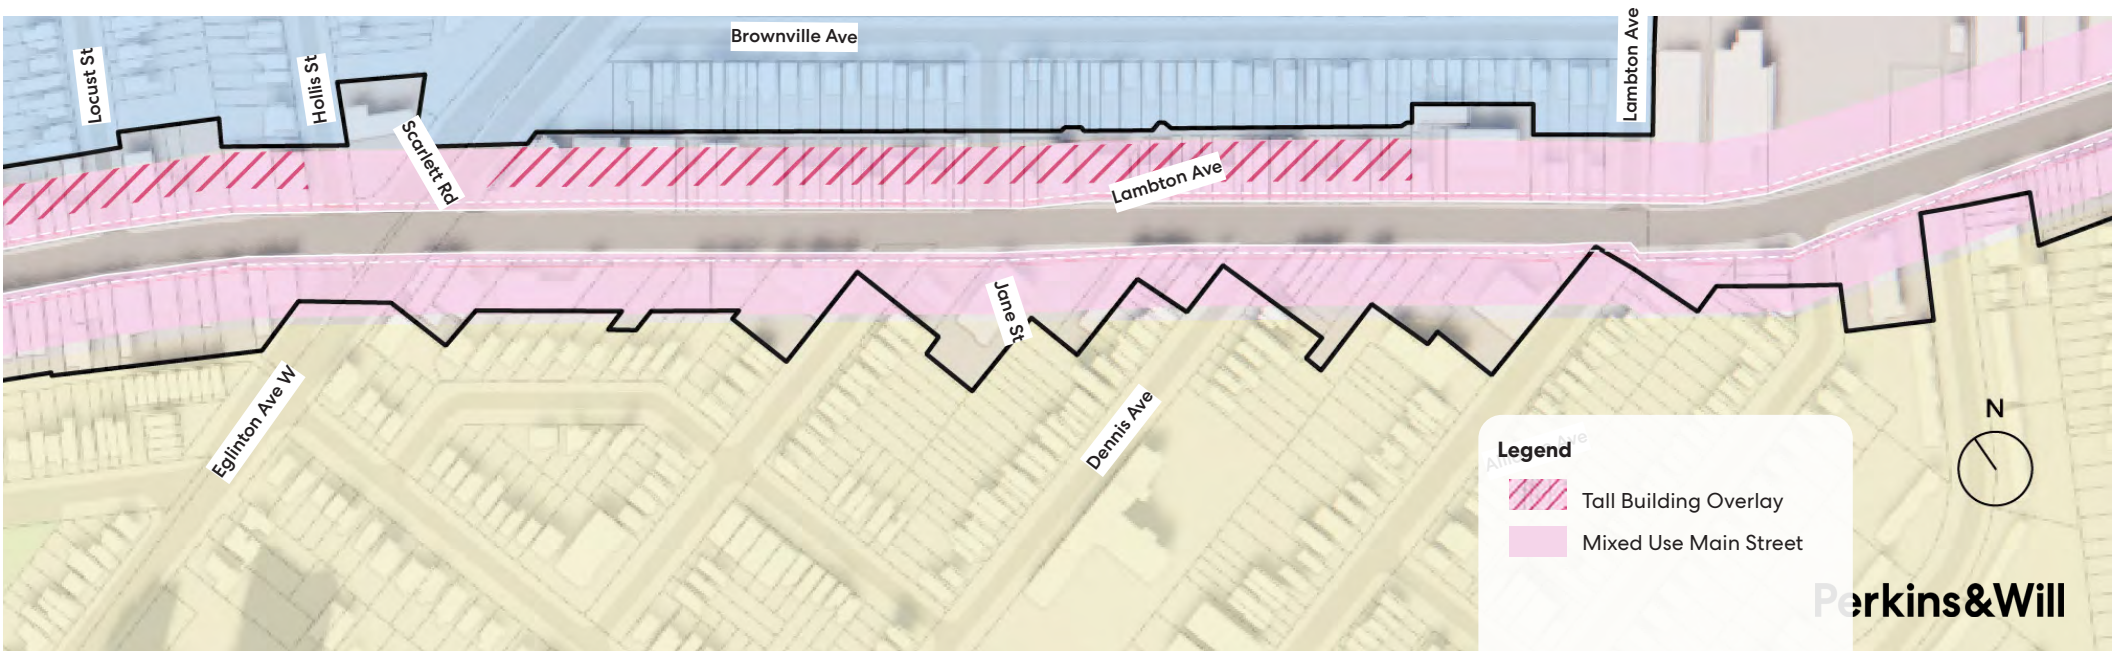 Brownville Ave
Locust St
Hollis St
Lambton Ave
Scarlett Rd
Lambton Ave
Jane St
Eglinton Ave W
Dennis Ave
N
Legend
Tall Building Overlay
Mixed Use Main Street
Perkins&Will